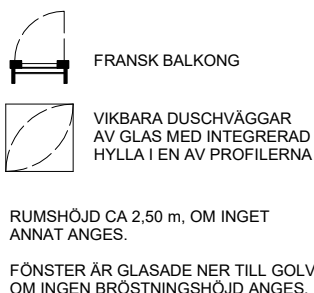 FRANSK BALKONG
VIKBARA DUSCHVÄGGAR
AV GLAS MED INTEGRERAD
HYLLA I EN AV PROFILERNA
RUMSHÖJD CA 2,50 m, OM INGET
ANNAT ANGES.
FÖNSTER ÄR GLASADE NER TILL GOLV
OM INGEN BRÖSTNINGSHÖJD ANGES.